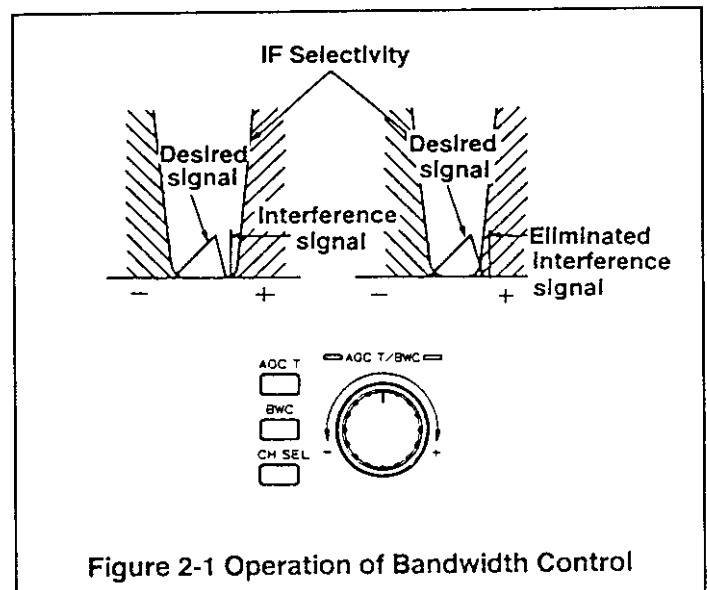 IF Selectivity
Desired
signal
Interference
signal
- +
Desired
signal
Eliminated
Interference
signal
- +
AGC T
BWC
CH SEL
AGC T/BWC
- +
Figure 2-1 Operation of Bandwidth Control